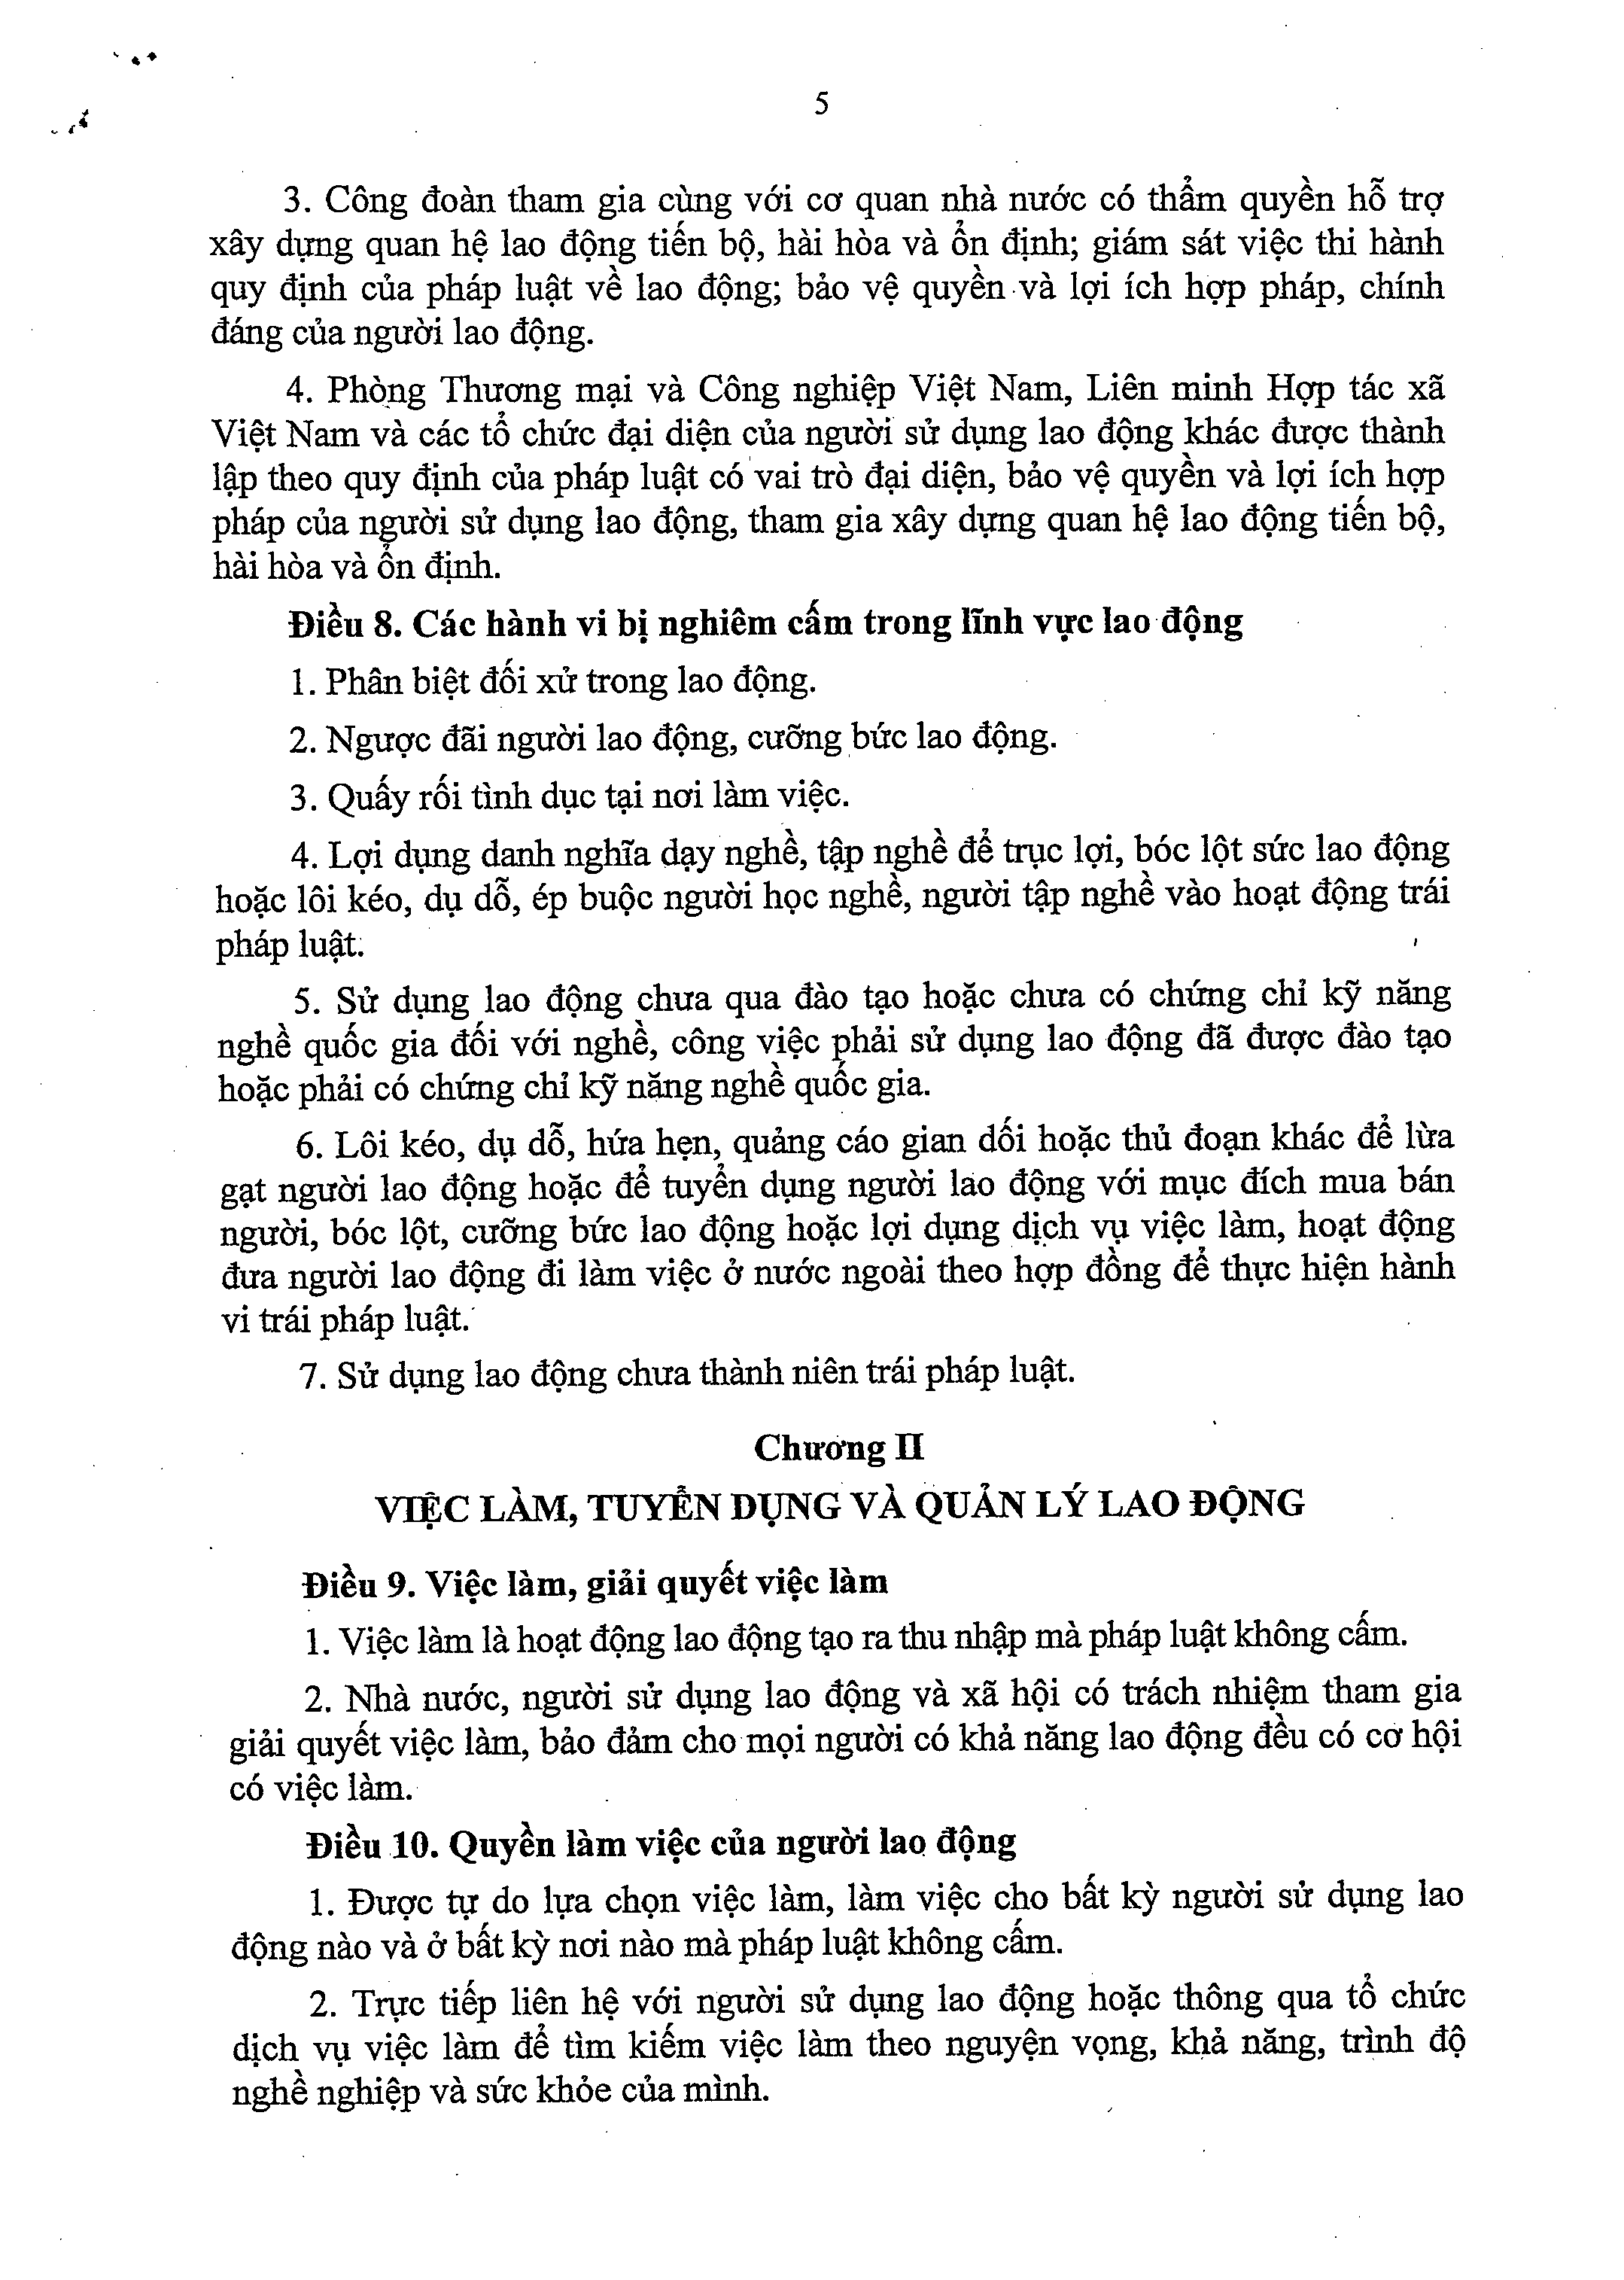 5
3. Công đoàn tham gia cùng với cơ quan nhà nước có thẩm quyền hỗ trợ
xây dựng quan hệ lao động tiến bộ, hài hòa và ổn định; giám sát việc thi hành
quy định của pháp luật về lao động; bảo vệ quyền và lợi ích hợp pháp, chính
đáng của người lao động.
4. Phòng Thương mại và Công nghiệp Việt Nam, Liên minh Hợp tác xã
Việt Nam và các tổ chức đại diện của người sử dụng lao động khác được thành
lập theo quy định của pháp luật có vai trò đại diện, bảo vệ quyền và lợi ích hợp
pháp của người sử dụng lao động, tham gia xây dựng quan hệ lao động tiến bộ,
hài hòa và ổn định.
Điều 8. Các hành vi bị nghiêm cấm trong lĩnh vực lao động
1. Phân biệt đối xử trong lao động.
2. Ngược đãi người lao động, cưỡng bức lao động.
3. Quấy rối tình dục tại nơi làm việc.
4. Lợi dụng danh nghĩa dạy nghề, tập nghề để trục lợi, bóc lột sức lao động
hoặc lôi kéo, dụ dỗ, ép buộc người học nghề, người tập nghề vào hoạt động trái
pháp luật.
5. Sử dụng lao động chưa qua đào tạo hoặc chưa có chứng chỉ kỹ năng
nghề quốc gia đối với nghề, công việc phải sử dụng lao động đã được đào tạo
hoặc phải có chứng chỉ kỹ năng nghề quốc gia.
6. Lôi kéo, dụ dỗ, hứa hẹn, quảng cáo gian dối hoặc thủ đoạn khác để lừa
gạt người lao động hoặc để tuyển dụng người lao động với mục đích mua bán
người, bóc lột, cưỡng bức lao động hoặc lợi dụng dịch vụ việc làm, hoạt động
đưa người lao động đi làm việc ở nước ngoài theo hợp đồng để thực hiện hành
vi trái pháp luật.
7. Sử dụng lao động chưa thành niên trái pháp luật.
Chương II
VIỆC LÀM, TUYỂN DỤNG VÀ QUẢN LÝ LAO ĐỘNG
Điều 9. Việc làm, giải quyết việc làm
1. Việc làm là hoạt động lao động tạo ra thu nhập mà pháp luật không cấm.
2. Nhà nước, người sử dụng lao động và xã hội có trách nhiệm tham gia
giải quyết việc làm, bảo đảm cho mọi người có khả năng lao động đều có cơ hội
có việc làm.
Điều 10. Quyền làm việc của người lao động
1. Được tự do lựa chọn việc làm, làm việc cho bất kỳ người sử dụng lao
động nào và ở bất kỳ nơi nào mà pháp luật không cấm.
2. Trực tiếp liên hệ với người sử dụng lao động hoặc thông qua tổ chức
dịch vụ việc làm để tìm kiếm việc làm theo nguyện vọng, khả năng, trình độ
nghề nghiệp và sức khỏe của mình.